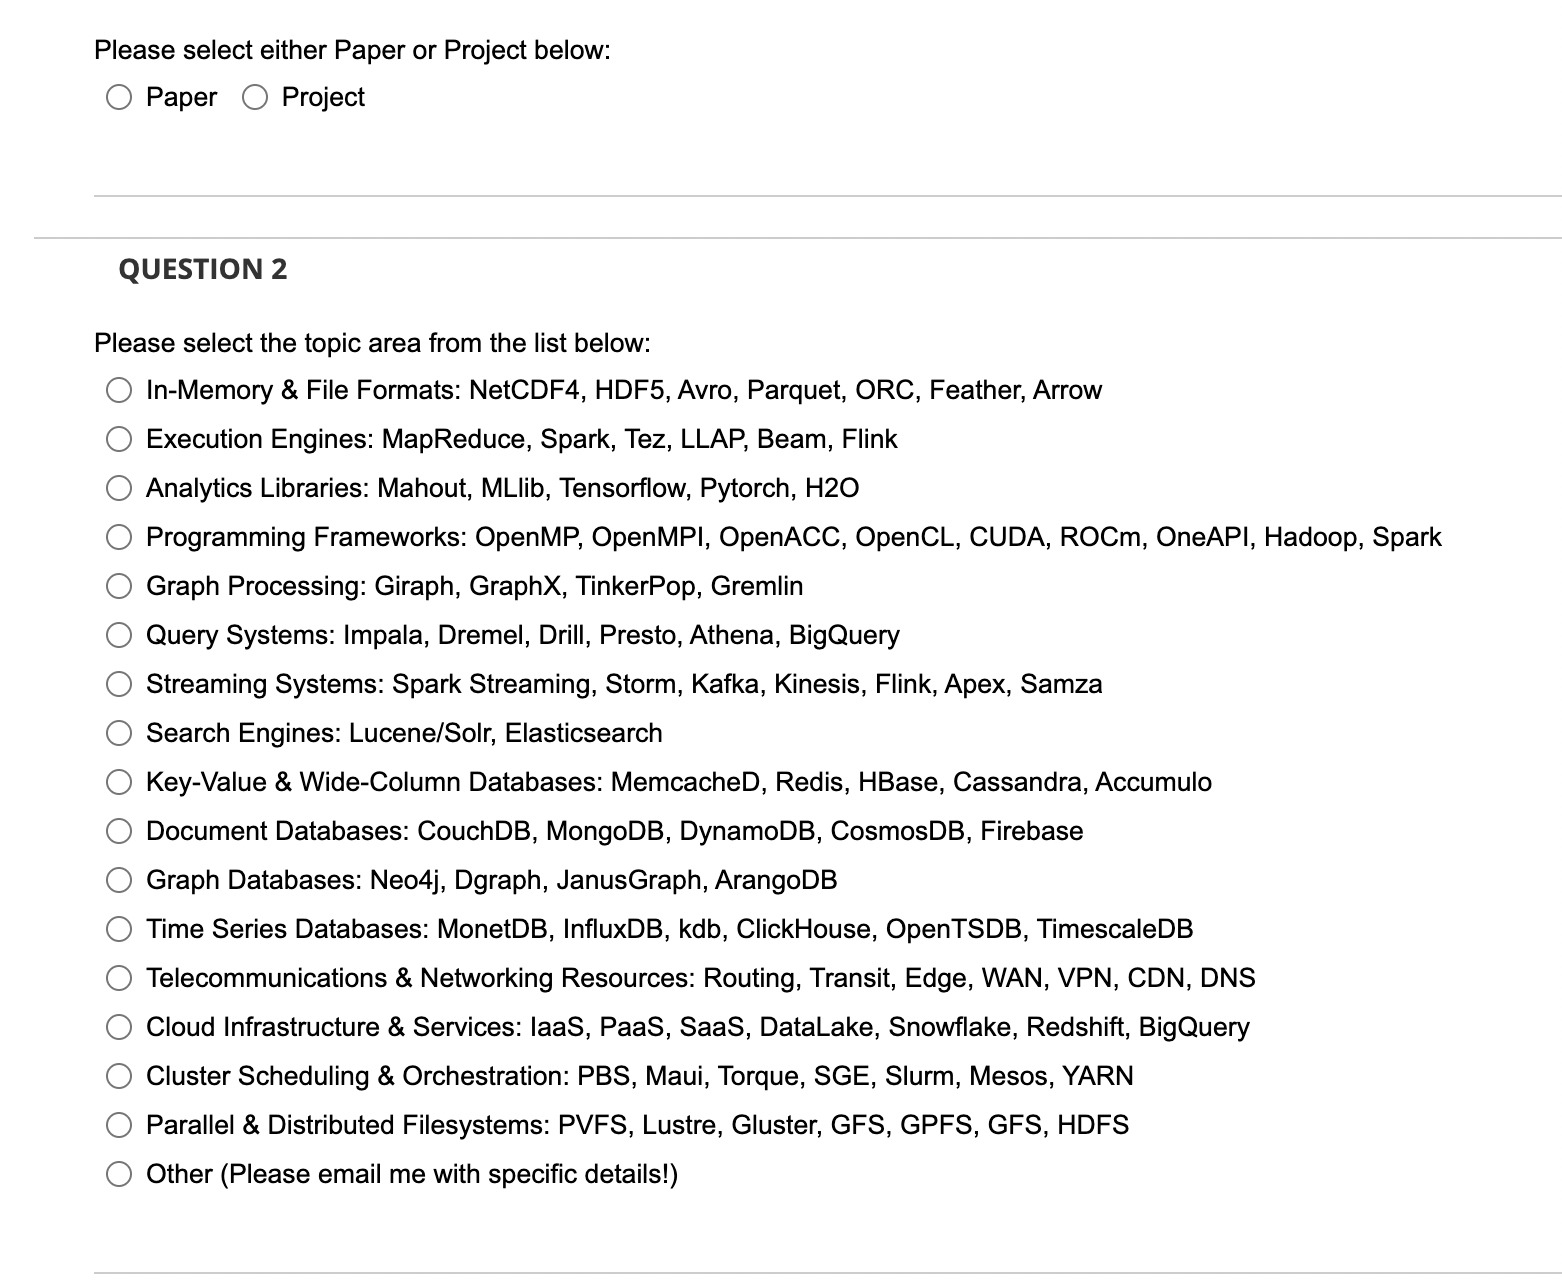 Please select either Paper or Project below:
Paper Project
QUESTION 2
Please select the topic area from the list below:
In-Memory & File Formats: NetCDF4, HDF5, Avro, Parquet, ORC, Feather, Arrow
Execution Engines: MapReduce, Spark, Tez, LLAP, Beam, Flink
Analytics Libraries: Mahout, MLlib, Tensorflow, Pytorch, H2O
Programming Frameworks: OpenMP, OpenMPI, OpenACC, OpenCL, CUDA, ROCm, OneAPI, Hadoop, Spark
Graph Processing: Giraph, GraphX, TinkerPop, Gremlin
Query Systems: Impala, Dremel, Drill, Presto, Athena, BigQuery
Streaming Systems: Spark Streaming, Storm, Kafka, Kinesis, Flink, Apex, Samza
Search Engines: Lucene/Solr, Elasticsearch
Key-Value & Wide-Column Databases: MemcacheD, Redis, HBase, Cassandra, Accumulo
Document Databases: CouchDB, MongoDB, DynamoDB, CosmosDB, Firebase
Graph Databases: Neo4j, Dgraph, JanusGraph, ArangoDB
Time Series Databases: MonetDB, InfluxDB, kdb, ClickHouse, OpenTSDB, TimescaleDB
Telecommunications & Networking Resources: Routing, Transit, Edge, WAN, VPN, CDN, DNS
Cloud Infrastructure & Services: IaaS, PaaS, SaaS, DataLake, Snowflake, Redshift, BigQuery
Cluster Scheduling & Orchestration: PBS, Maui, Torque, SGE, Slurm, Mesos, YARN
Parallel & Distributed Filesystems: PVFS, Lustre, Gluster, GFS, GPFS, GFS, HDFS
Other (Please email me with specific details!)